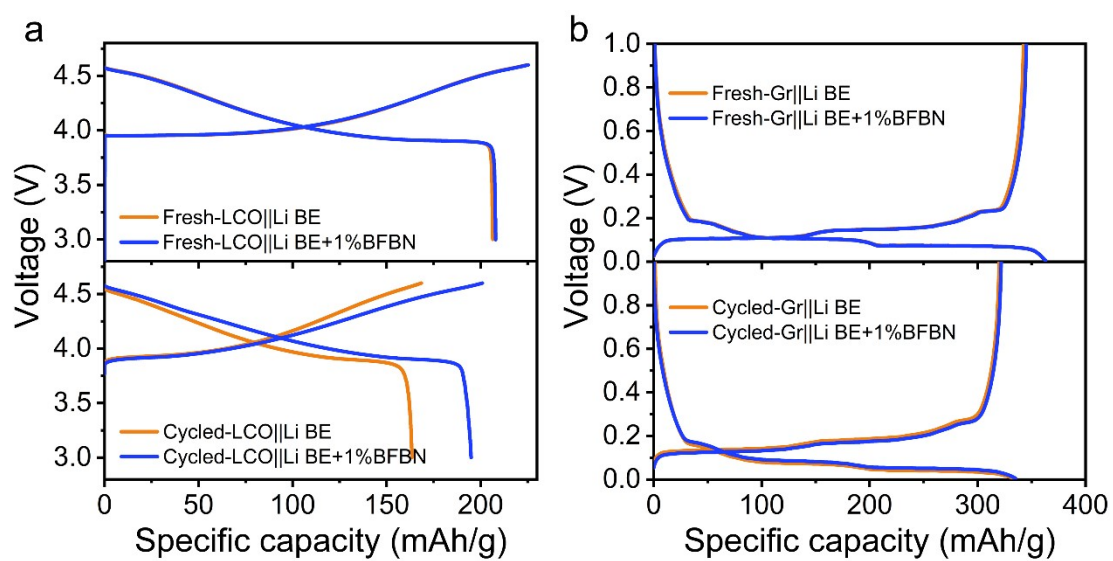 a
Voltage (V)
4.5
4.0
3.5
3.0
Fresh-LCO||Li BE
Fresh-LCO||Li BE+1%BFBN
4.5
4.0
3.5
3.0
Cycled-LCO||Li BE
Cycled-LCO||Li BE+1%BFBN
0 50 100 150 200
Specific capacity (mAh/g)
b
Voltage (V)
1.0
0.8
0.6
0.4
0.2
0.0
Fresh-Gr||Li BE
Fresh-Gr||Li BE+1%BFBN
0.8
0.6
0.4
0.2
0.0
Cycled-Gr||Li BE
Cycled-Gr||Li BE+1%BFBN
0 100 200 300 400
Specific capacity (mAh/g)